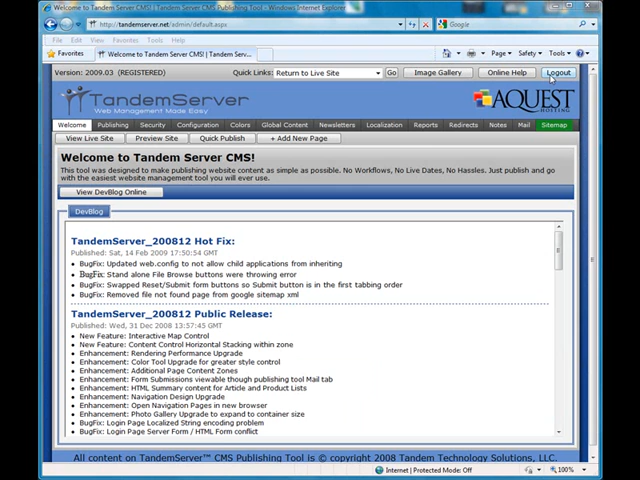 Welcome to Tandem Server CMS! | Tandem Server CMS Publishing Tool - Windows Internet Explorer
http://tandemserver.net/admin/default.aspx
Google
File Edit View Favorites Tools Help
Favorites Welcome to Tandem Server CMS! | Tandem Serv... Page Safety Tools
Version: 2009.03 (REGISTERED) Quick Links: Return to Live Site Go Image Gallery Online Help Logout
TandemServer
Web Management Made Easy
AQUEST
HOSTING
Welcome Publishing Security Configuration Colors Global Content Newsletters Localization Reports Redirects Notes Mail Sitemap
View Live Site Preview Site Quick Publish + Add New Page
Welcome to Tandem Server CMS!
This tool was designed to make publishing website content as simple as possible. No Workflows, No Live Dates, No Hassles. Just publish and go
with the easiest website management tool you will ever use.
View DevBlog Online
DevBlog
TandemServer_200812 Hot Fix:
Published: Sat, 14 Feb 2009 17:50:54 GMT
BugFix: Updated web.config to not allow child applications from inheriting
BugFix: Stand alone File Browse buttons were throwing error
BugFix: Swapped Reset/Submit form buttons so Submit button is in the first tabbing order
BugFix: Removed file not found page from google sitemap xml
TandemServer_200812 Public Release:
Published: Wed, 31 Dec 2008 13:57:45 GMT
New Feature: Interactive Map Control
New Feature: Content Control Horizontal Stacking within zone
Enhancement: Rendering Performance Upgrade
Enhancement: Color Tool Upgrade for greater style control
Enhancement: Additional Page Content Zones
Enhancement: Form Submissions viewable though publishing tool Mail tab
Enhancement: HTML Summary content for Article and Product Lists
Enhancement: Navigation Design Upgrade
Enhancement: Open Navigation Pages in new browser
Enhancement: Photo Gallery Upgrade to expand to container size
BugFix: Login Page Localized String encoding problem
BugFix: Login Page Server Form / HTML Form conflict
All content on TandemServer™ CMS Publishing Tool is © copyright 2008 Tandem Technology Solutions, LLC.
Internet | Protected Mode: Off 100%